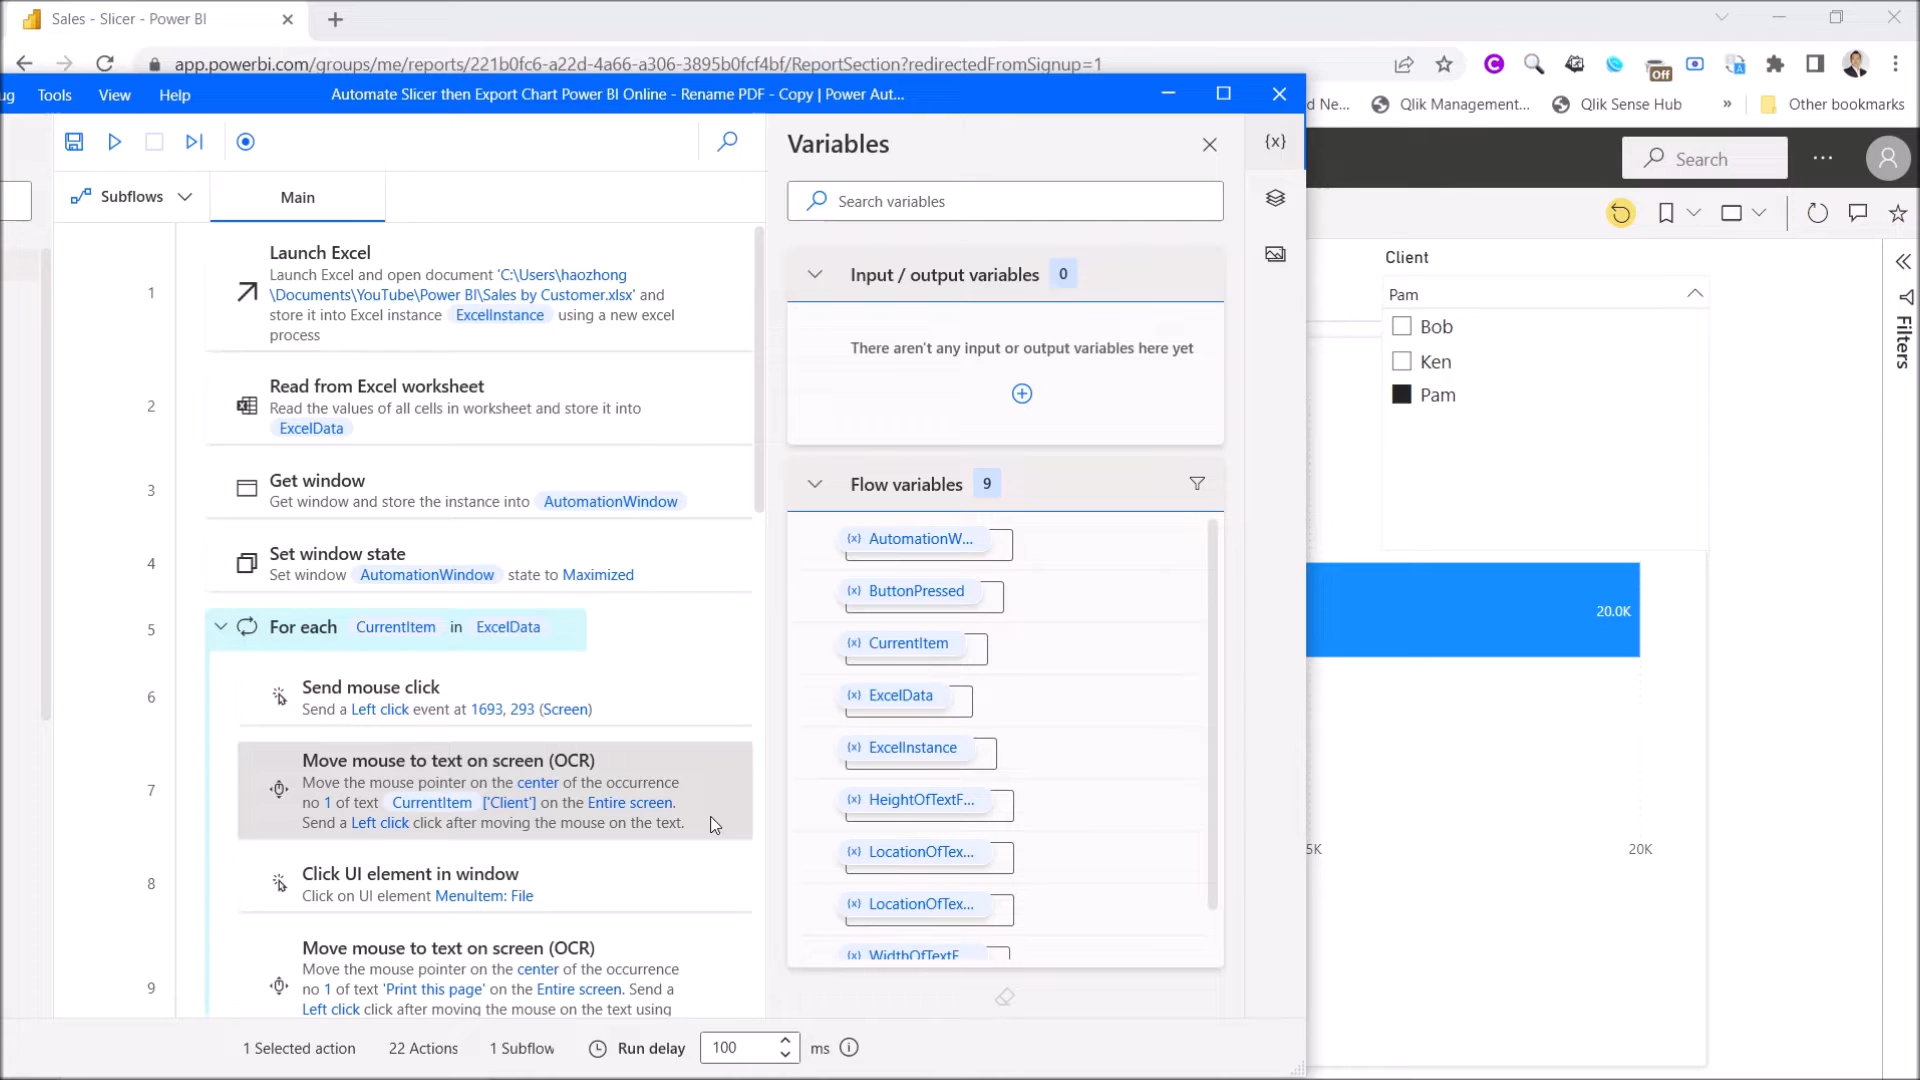 Sales - Slicer - Power BI
app.powerbi.com/groups/me/reports/221b0fc6-a22d-4a66-a306-3895b0fcf4bf/ReportSection?redirectedFromSignup=1
Off
ug Tools View Help
Automate Slicer then Export Chart Power BI Online - Rename PDF - Copy | Power Aut...
d Ne... Qlik Management... Qlik Sense Hub » Other bookmarks
Search
Subflows
Main
1
Launch Excel
Launch Excel and open document 'C:\Users\haozhong
\Documents\YouTube\Power BI\Sales by Customer.xlsx' and
store it into Excel instance ExcelInstance using a new excel
process
2
Read from Excel worksheet
Read the values of all cells in worksheet and store it into
ExcelData
3
Get window
Get window and store the instance into AutomationWindow
4
Set window state
Set window AutomationWindow state to Maximized
5
For each CurrentItem in ExcelData
6
Send mouse click
Send a Left click event at 1693, 293 (Screen)
7
Move mouse to text on screen (OCR)
Move the mouse pointer on the center of the occurrence
no 1 of text CurrentItem ['Client'] on the Entire screen.
Send a Left click click after moving the mouse on the text.
8
Click UI element in window
Click on UI element MenuItem: File
9
Move mouse to text on screen (OCR)
Move the mouse pointer on the center of the occurrence
no 1 of text 'Print this page' on the Entire screen. Send a
Left click click after moving the mouse on the text using
1 Selected action 22 Actions 1 Subflow Run delay 100 ms
Variables
Search variables
{x}
Input / output variables 0
There aren't any input or output variables here yet
Flow variables 9
(x) AutomationW...
(x) ButtonPressed
(x) CurrentItem
(x) ExcelData
(x) ExcelInstance
(x) HeightOfTextF...
(x) LocationOfTex...
(x) LocationOfTex...
(x) WidthOfTextF
Client
Pam
Bob
Ken
Pam
Filters
20.0K
5K
20K